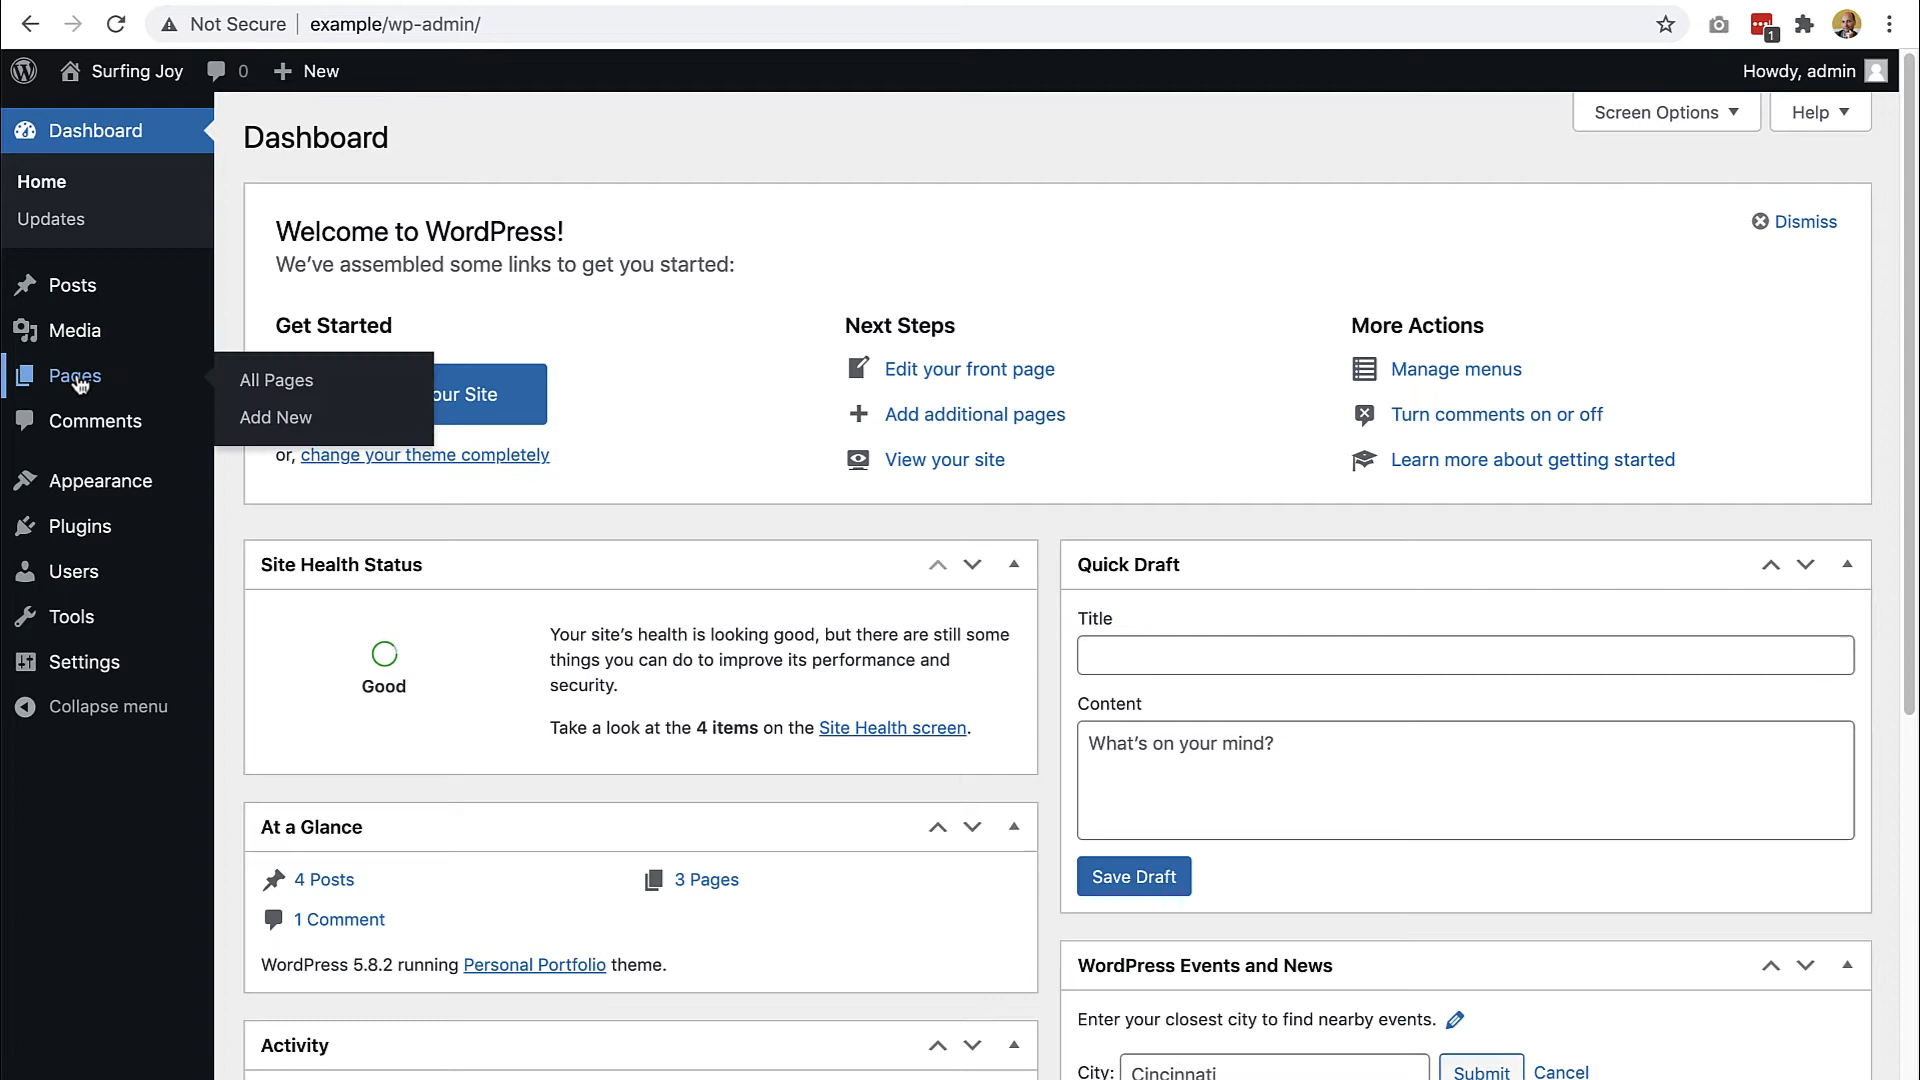 Not Secure example/wp-admin/
1
Surfing Joy 0 New Howdy, admin
Screen Options Help
Dashboard
Home
Updates
Posts
Media
Pages
All Pages
Add New
Comments
Appearance
Plugins
Users
Tools
Settings
Collapse menu
Dashboard
Welcome to WordPress!
We've assembled some links to get you started:
Dismiss
Get Started
our Site
or, change your theme completely
Next Steps
Edit your front page
Add additional pages
View your site
More Actions
Manage menus
Turn comments on or off
Learn more about getting started
Site Health Status
Good
Your site's health is looking good, but there are still some
things you can do to improve its performance and
security.
Take a look at the 4 items on the Site Health screen.
At a Glance
4 Posts 3 Pages
1 Comment
WordPress 5.8.2 running Personal Portfolio theme.
Activity
Quick Draft
Title
Content
What's on your mind?
Save Draft
WordPress Events and News
Enter your closest city to find nearby events.
City: Cincinnati Submit Cancel